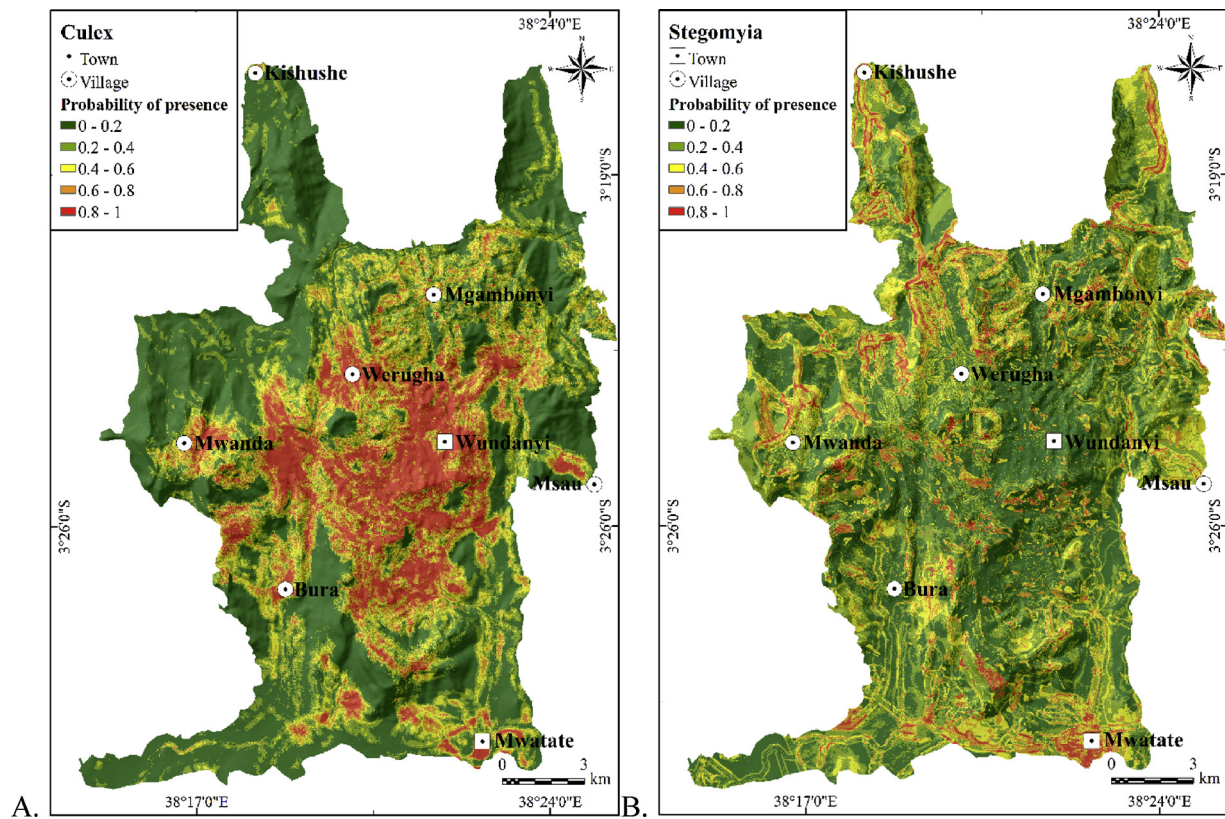 38°24'0"E
Culex
Town
Village
Probability of presence
0 - 0.2
0.2 - 0.4
0.4 - 0.6
0.6 - 0.8
0.8 - 1
N
W
E
S
Kishushe
3°19'0"S
Mgambonyi
Werugha
Mwanda
Wundanyi
Msau
3°26'0"S
3°26'0"S
Bura
Mwatate
0 3
km
A.
38°17'0"E
38°24'0"E
38°24'0"E
Stegomyia
Town
Village
Probability of presence
0 - 0.2
0.2 - 0.4
0.4 - 0.6
0.6 - 0.8
0.8 - 1
N
W
E
S
Kishushe
3°19'0"S
Mgambonyi
Werugha
Mwanda
Wundanyi
Msau
3°26'0"S
3°26'0"S
Bura
Mwatate
0 3
km
B.
38°17'0"E
38°24'0"E